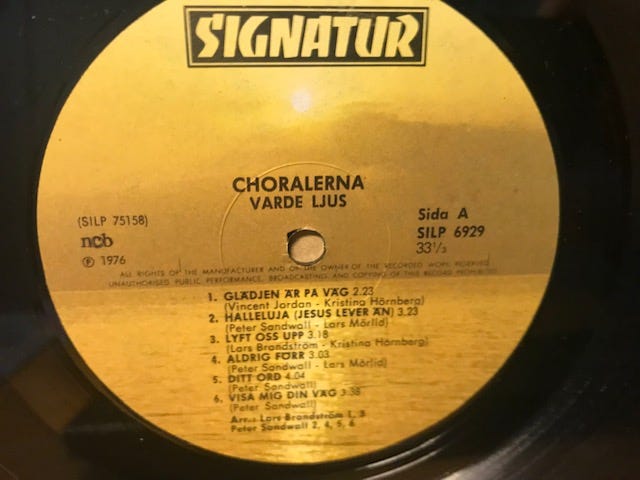 SIGNATUR
CHORALERNA
VARDE LJUS
(SILP 75158)
ncb
℗ 1976
Sida A
SILP 6929
33⅓
ALL RIGHTS OF THE MANUFACTURER AND OF THE OWNER OF THE RECORDED WORK RESERVED
UNAUTHORISED PUBLIC PERFORMANCE, BROADCASTING AND COPYING OF THIS RECORD PROHIBITED
1. GLÄDJEN ÄR PÅ VÄG 2.23
(Vincent Jordan - Kristina Hörnberg)
2. HALLELUJA (JESUS LEVER ÄN) 3.23
(Peter Sandwall - Lars Mörlid)
3. LYFT OSS UPP 3.18
(Lars Brandström - Kristina Hörnberg)
4. ALDRIG FÖRR 3.03
(Peter Sandwall - Lars Mörlid)
5. DITT ORD 4.04
(Peter Sandwall)
6. VISA MIG DIN VÄG 3.38
(Peter Sandwall)
Arr.: Lars Brandström 1, 3
Peter Sandwall 2, 4, 5, 6